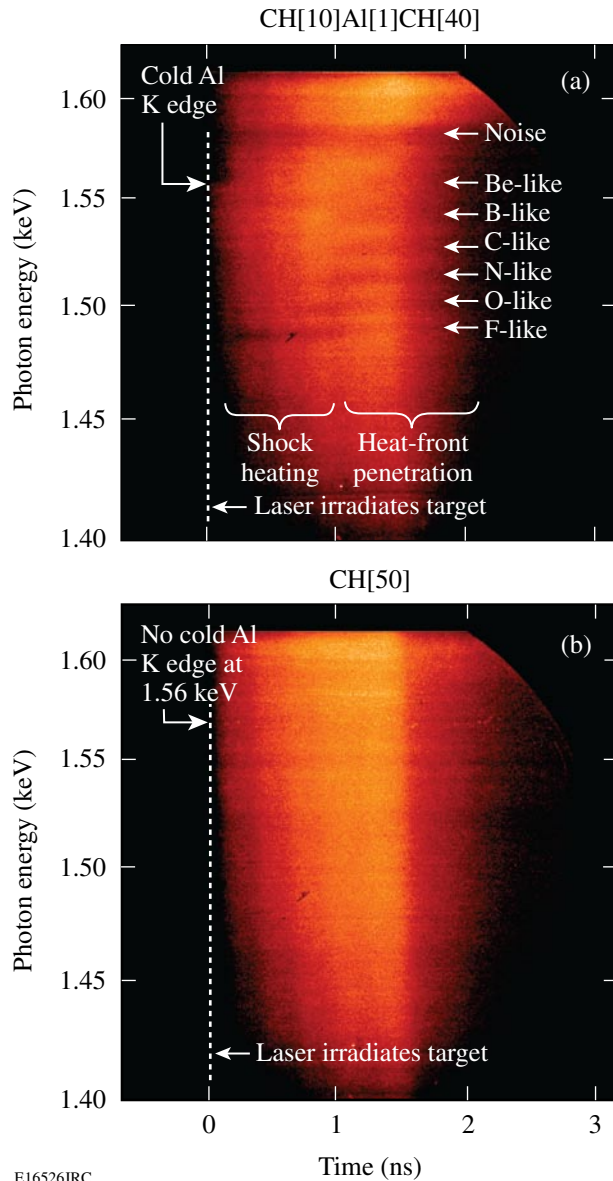 CH[10]Al[1]CH[40]
Cold Al
K edge
(a)
Noise
Be-like
B-like
C-like
N-like
O-like
F-like
Shock
heating
Heat-front
penetration
Laser irradiates target
Photon energy (keV)
1.60
1.55
1.50
1.45
1.40
CH[50]
No cold Al
K edge at
1.56 keV
(b)
Laser irradiates target
Photon energy (keV)
1.60
1.55
1.50
1.45
1.40
0 1 2 3
Time (ns)
E16526JRC